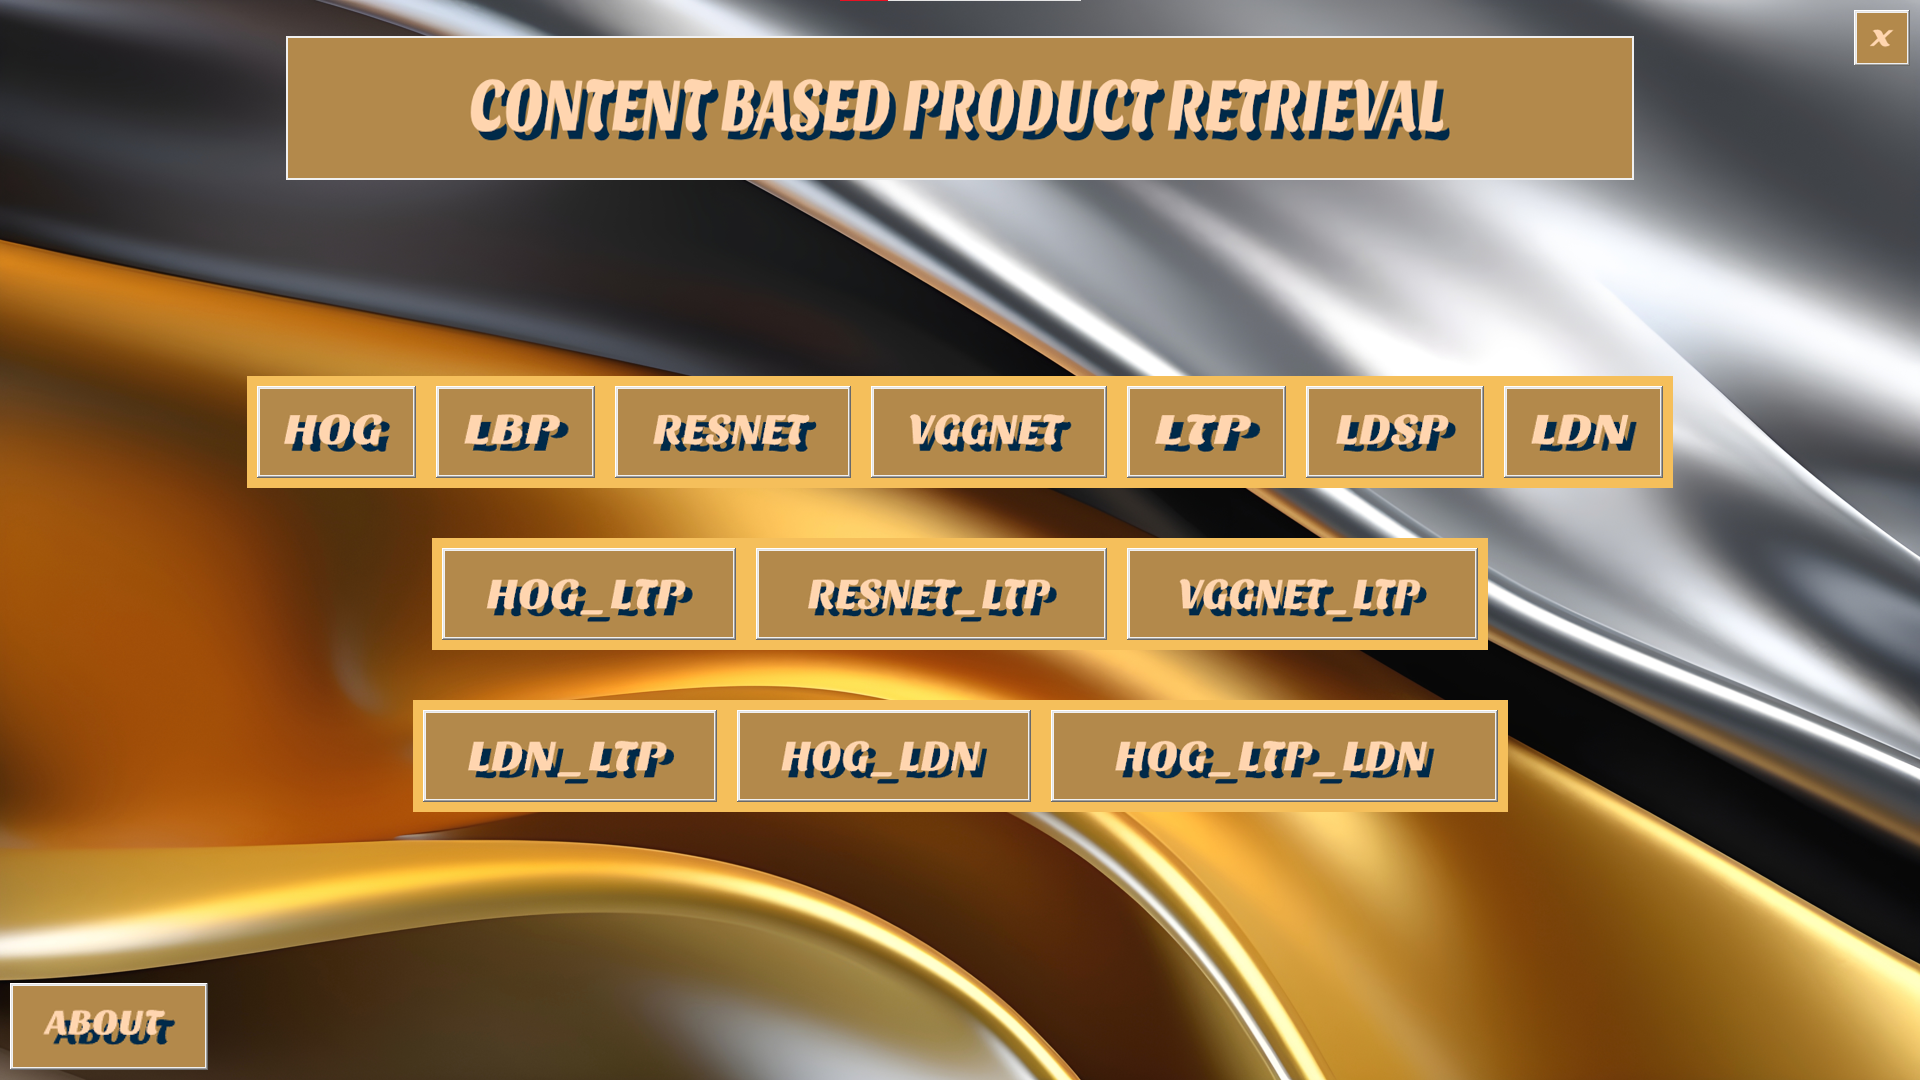 x
CONTENT BASED PRODUCT RETRIEVAL
HOG LBP RESNET VGGNET LTP LDSP LDN
HOG_LTP RESNET_LTP VGGNET_LTP
LDN_LTP HOG_LDN HOG_LTP_LDN
ABOUT